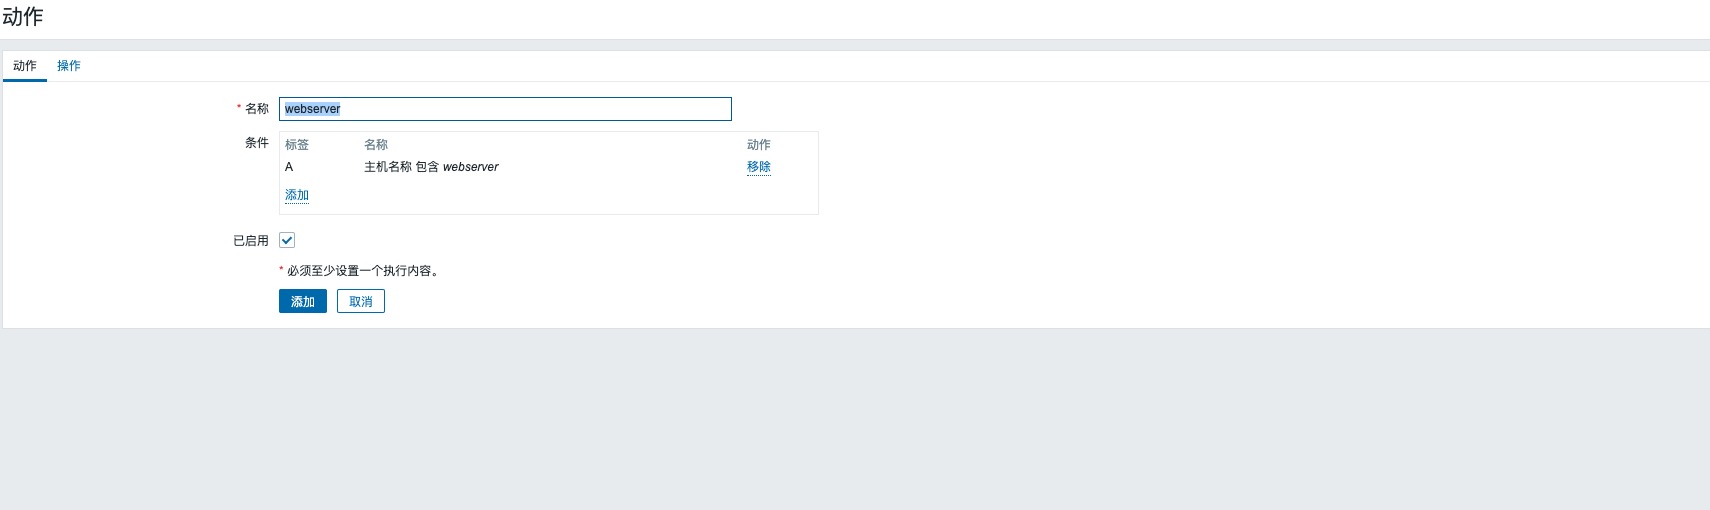 动作
动作 操作
* 名称 webserver
条件 标签 名称 动作
A 主机名称 包含 webserver 移除
添加
已启用
* 必须至少设置一个执行内容。
添加 取消